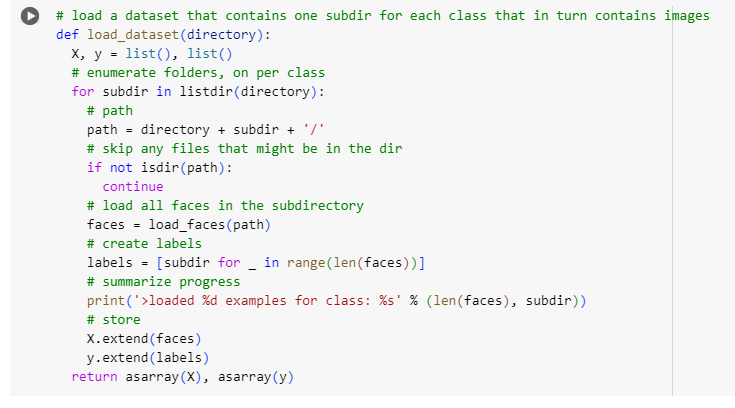 # load a dataset that contains one subdir for each class that in turn contains images
def load_dataset(directory):
  X, y = list(), list()
  # enumerate folders, on per class
  for subdir in listdir(directory):
    # path
    path = directory + subdir + '/'
    # skip any files that might be in the dir
    if not isdir(path):
      continue
    # load all faces in the subdirectory
    faces = load_faces(path)
    # create labels
    labels = [subdir for _ in range(len(faces))]
    # summarize progress
    print('>loaded %d examples for class: %s' % (len(faces), subdir))
    # store
    X.extend(faces)
    y.extend(labels)
  return asarray(X), asarray(y)